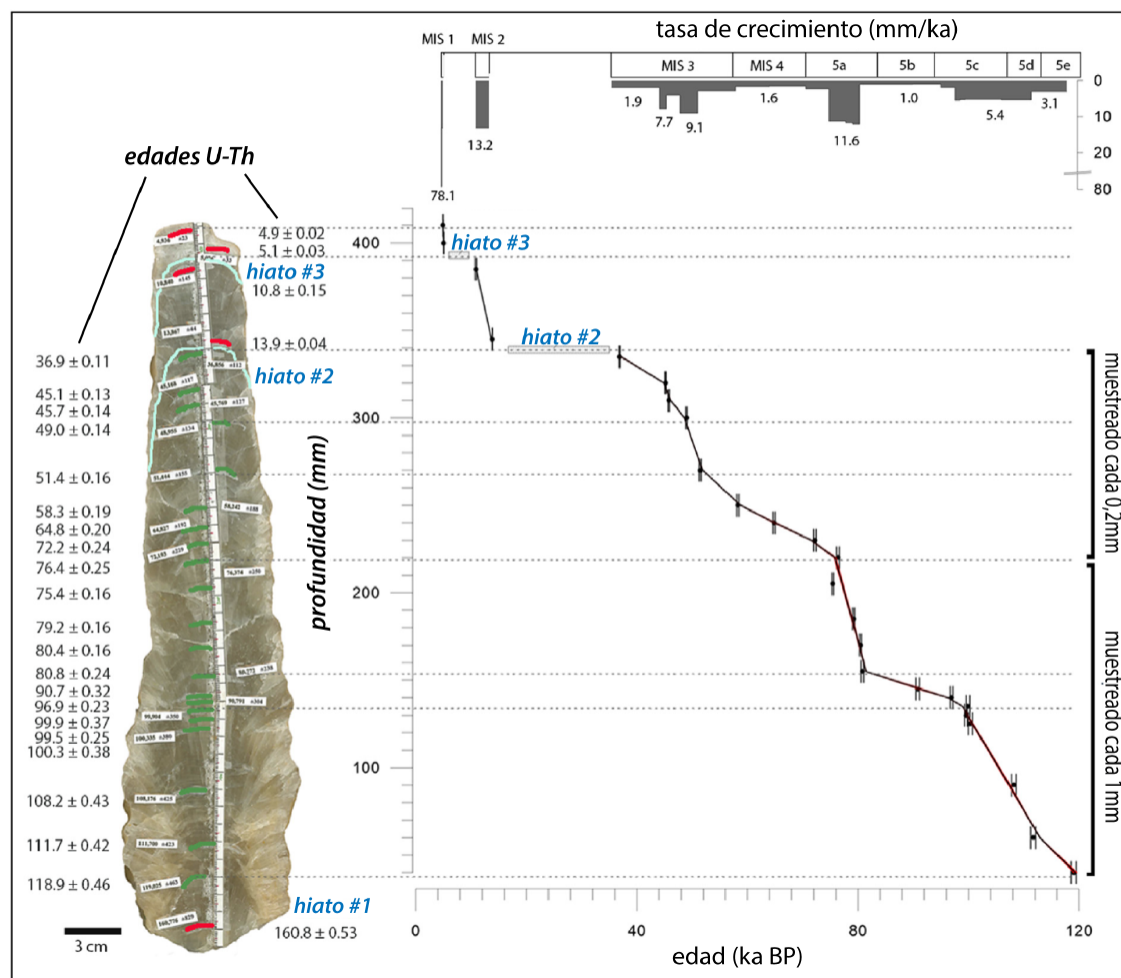 tasa de crecimiento (mm/ka)
MIS 1
MIS 2
MIS 3
MIS 4
5a
5b
5c
5d
5e
0
10
20
80
1.9
7.7
9.1
1.6
11.6
1.0
5.4
3.1
13.2
78.1
edades U-Th
4.9 ± 0.02
5.1 ± 0.03
hiato #3
10.8 ± 0.15
13.9 ± 0.04
hiato #2
36.9 ± 0.11
45.1 ± 0.13
45.7 ± 0.14
49.0 ± 0.14
51.4 ± 0.16
58.3 ± 0.19
64.8 ± 0.20
72.2 ± 0.24
76.4 ± 0.25
75.4 ± 0.16
79.2 ± 0.16
80.4 ± 0.16
80.8 ± 0.24
90.7 ± 0.32
96.9 ± 0.23
99.9 ± 0.37
99.5 ± 0.25
100.3 ± 0.38
108.2 ± 0.43
111.7 ± 0.42
118.9 ± 0.46
hiato #1
160.8 ± 0.53
3 cm
profundidad (mm)
400
300
200
100
hiato #3
hiato #2
muestreado cada 0,2mm
muestreado cada 1mm
0
40
80
120
edad (ka BP)